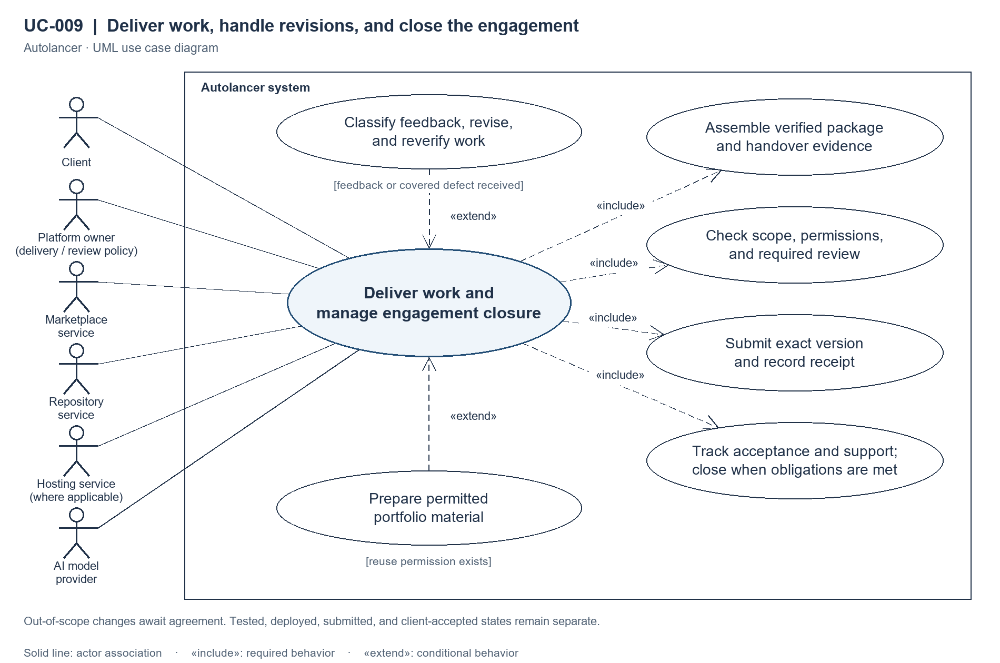 UC-009 | Deliver work, handle revisions, and close the engagement
Autolancer · UML use case diagram
Autolancer system
Client
Platform owner
(delivery / review policy)
Marketplace
service
Repository
service
Hosting service
(where applicable)
AI model
provider
Classify feedback, revise,
and reverify work
[feedback or covered defect received]
«extend»
Deliver work and
manage engagement closure
«extend»
Prepare permitted
portfolio material
[reuse permission exists]
«include»
«include»
«include»
«include»
Assemble verified package
and handover evidence
Check scope, permissions,
and required review
Submit exact version
and record receipt
Track acceptance and support;
close when obligations are met
Out-of-scope changes await agreement. Tested, deployed, submitted, and client-accepted states remain separate.
Solid line: actor association · «include»: required behavior · «extend»: conditional behavior